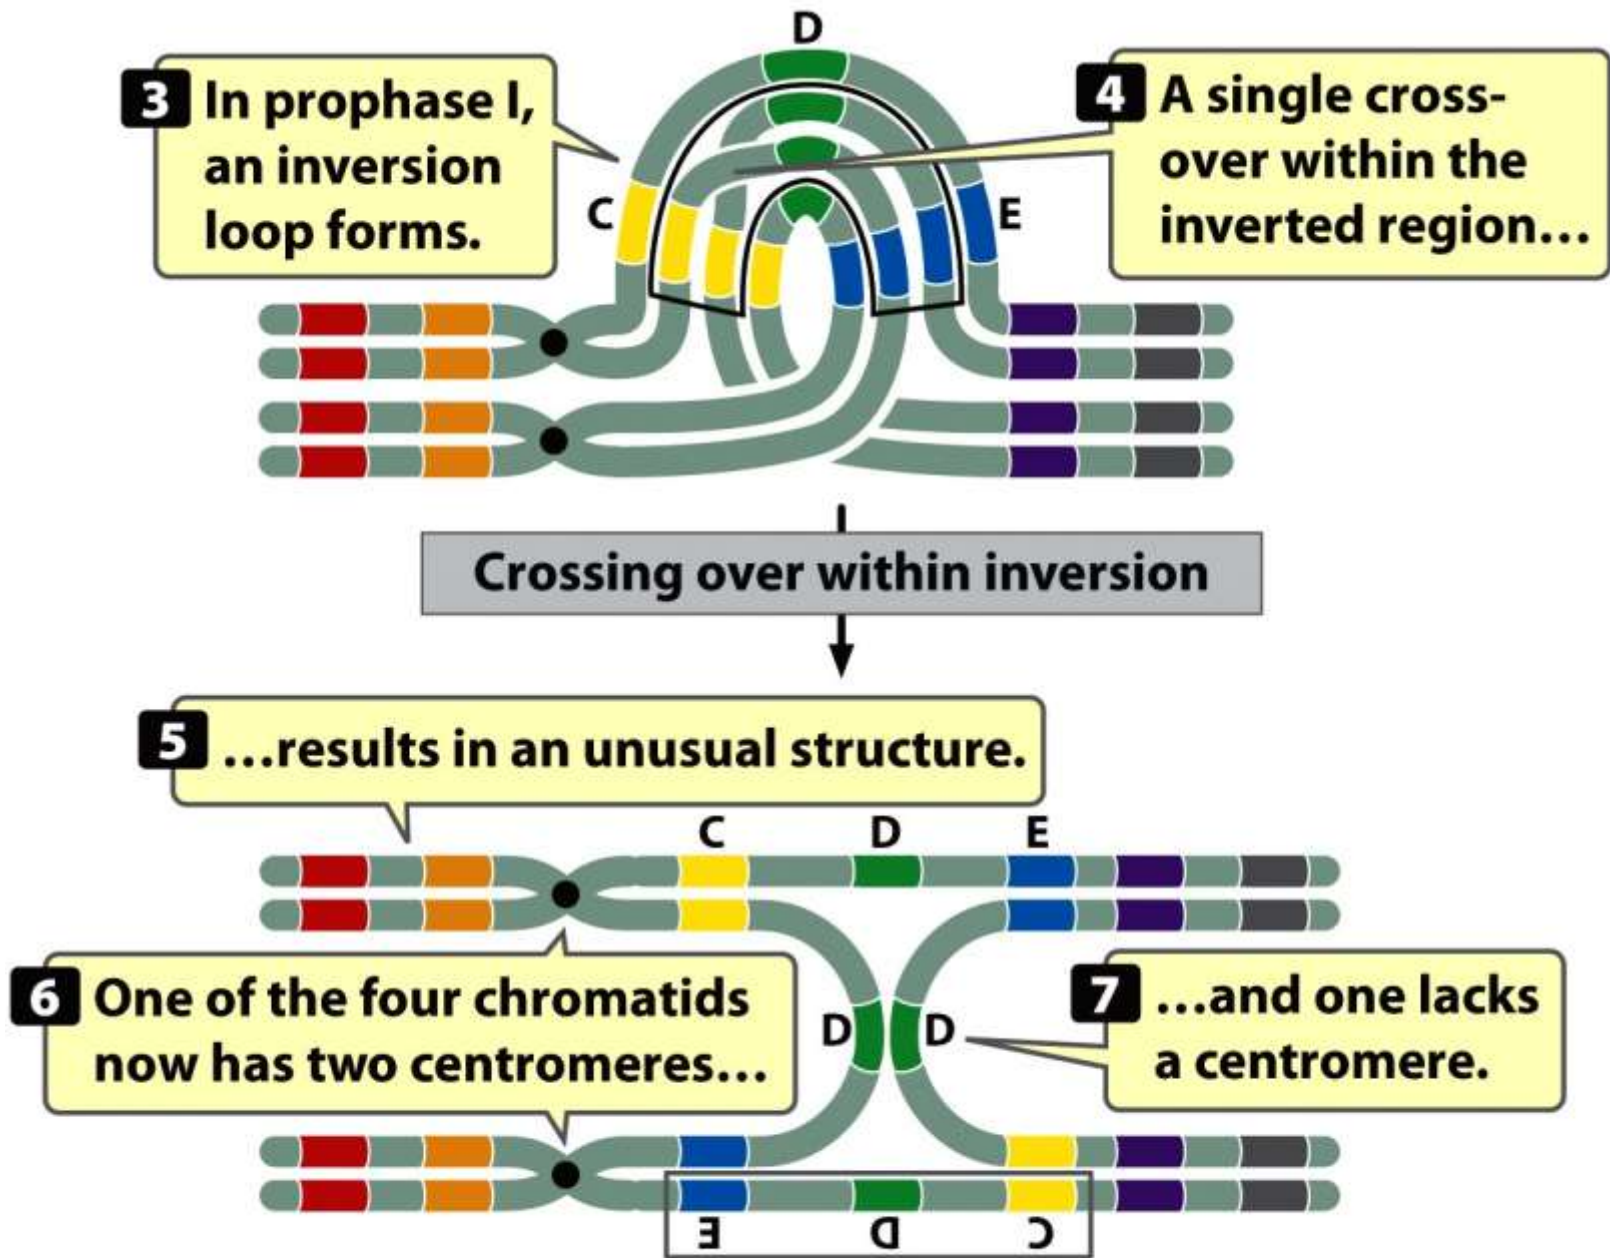 D
3 In prophase I,
an inversion
loop forms.
4 A single cross-
over within the
inverted region…
C
E
Crossing over within inversion
5 …results in an unusual structure.
C D E
6 One of the four chromatids
now has two centromeres…
D D
7 …and one lacks
a centromere.
E D C